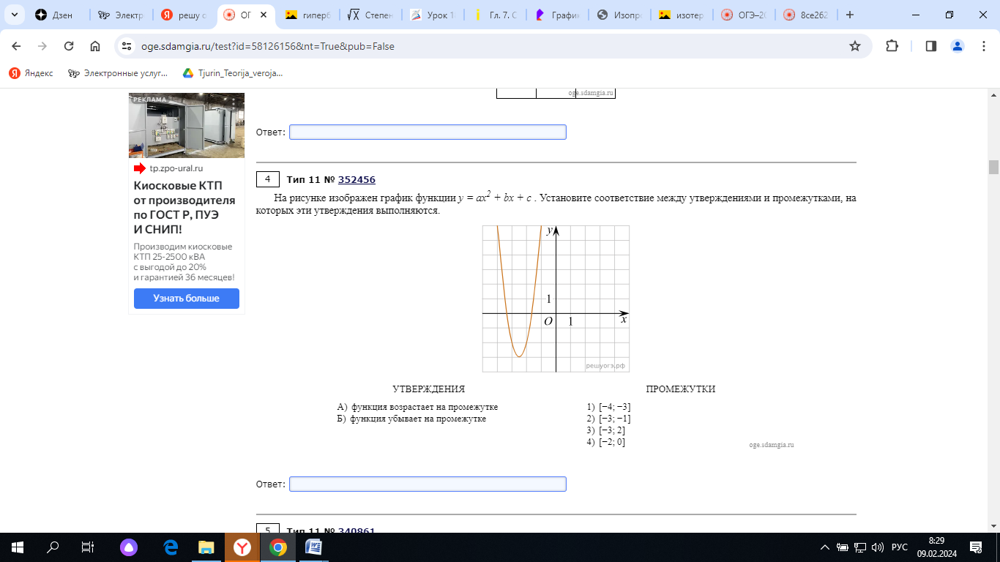 Дзен
Электр
решу о
ОГ
гиперб
Степен
Урок 1
Гл. 7. С
График
Изопр
изотер
ОГЭ–20
8ce262
oge.sdamgia.ru/test?id=58126156&nt=True&pub=False
Яндекс
Электронные услуг...
Tjurin_Teorija_veroja...
РЕКЛАМА
tp.zpo-ural.ru
Киосковые КТП
от производителя
по ГОСТ Р, ПУЭ
И СНИП!
Производим киосковые
КТП 25-2500 кВА
с выгодой до 20%
и гарантией 36 месяцев!
Узнать больше
oge.sdamgia.ru
Ответ:
4 Тип 11 № 352456
На рисунке изображен график функции y = ax² + bx + c . Установите соответствие между утверждениями и промежутками, на
которых эти утверждения выполняются.
y
1
O 1 x
решуогэ.рф
УТВЕРЖДЕНИЯ
А) функция возрастает на промежутке
Б) функция убывает на промежутке
ПРОМЕЖУТКИ
1) [−4; −3]
2) [−3; −1]
3) [−3; 2]
4) [−2; 0]
oge.sdamgia.ru
Ответ:
5 Тип 11 № 340861
РУС
8:29
09.02.2024